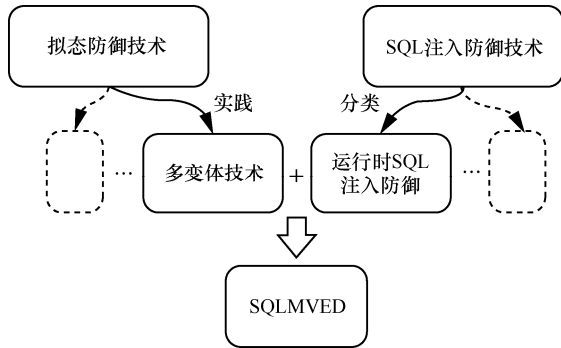 拟态防御技术
SQL注入防御技术
实践
分类
...
多变体技术
+
运行时SQL
注入防御
...
SQLMVED